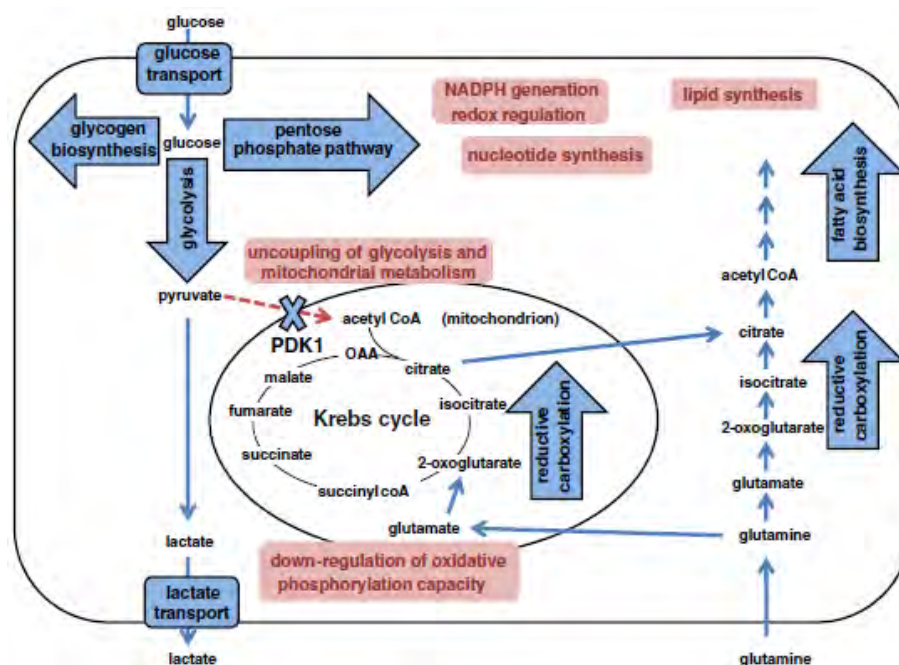 glucose
glucose
transport
glycogen
biosynthesis
glucose
pentose
phosphate pathway
NADPH generation
redox regulation
nucleotide synthesis
lipid synthesis
glycolysis
fatty acid
biosynthesis
uncoupling of glycolysis and
mitochondrial metabolism
pyruvate
PDK1
acetyl CoA
(mitochondrion)
OAA
citrate
malate
isocitrate
fumarate
Krebs cycle
succinate
2-oxoglutarate
succinyl coA
glutamate
reductive
carboxylation
down-regulation of oxidative
phosphorylation capacity
acetyl CoA
citrate
isocitrate
2-oxoglutarate
glutamate
glutamine
reductive
carboxylation
lactate
lactate
transport
lactate
glutamine